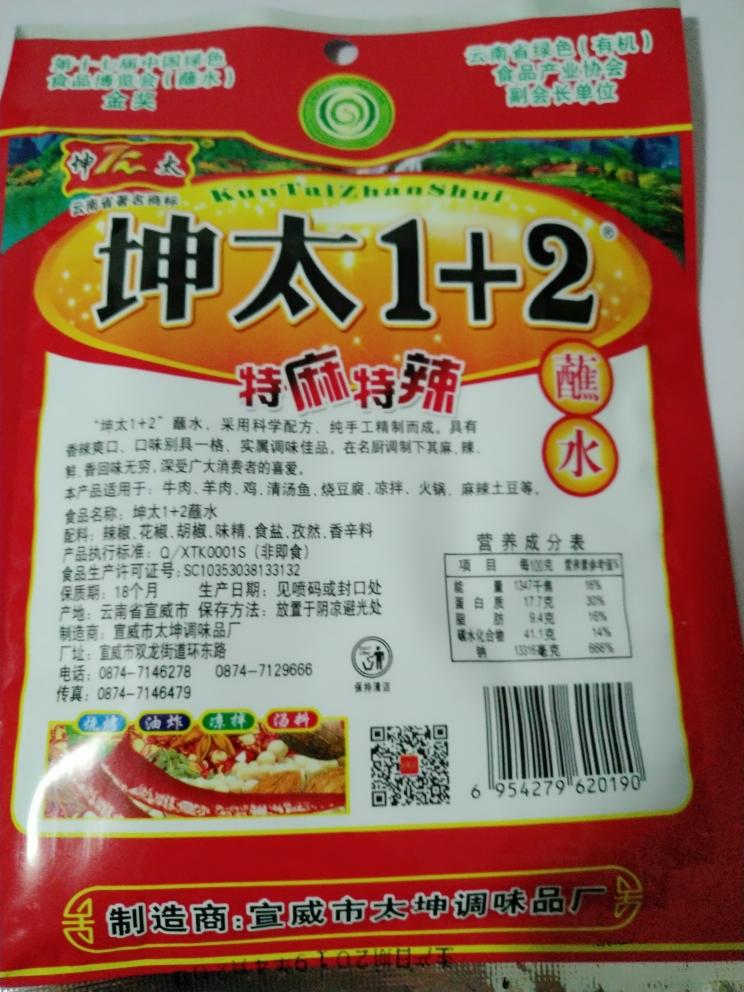 第十七届中国绿色
食品博览会(蘸水)
金奖
云南省绿色(有机)
食品产业协会
副会长单位
坤太
云南省著名商标
KunTaiZhanShui
坤太1+2®
特麻特辣
蘸水
“坤太1+2”蘸水，采用科学配方、纯手工精制而成。具有
香辣爽口、口味别具一格、实属调味佳品。在名厨调制下其麻、辣、
鲜、香回味无穷，深受广大消费者的喜爱。
本产品适用于：牛肉、羊肉、鸡、清汤鱼、烧豆腐、凉拌、火锅、麻辣土豆等。
食品名称：坤太1+2蘸水
配料：辣椒、花椒、胡椒、味精、食盐、孜然、香辛料
产品执行标准：Q/XTK0001S（非即食）
食品生产许可证号:SC10353038133132
保质期：18个月 生产日期：见喷码或封口处
产地：云南省宣威市 保存方法：放置于阴凉避光处
制造商：宣威市太坤调味品厂
厂址：宣威市双龙街道环东路
电话：0874-7146278 0874-7129666
传真：0874-7146479
保持清洁
营养成分表
项目 每100克 营养素参考值%
能量 1347千焦 16%
蛋白质 17.7克 30%
脂肪 9.4克 16%
碳水化合物 41.1克 14%
钠 13316毫克 666%
烧烤 油炸 凉拌 汤料
6 954279 620190
制造商:宣威市太坤调味品厂